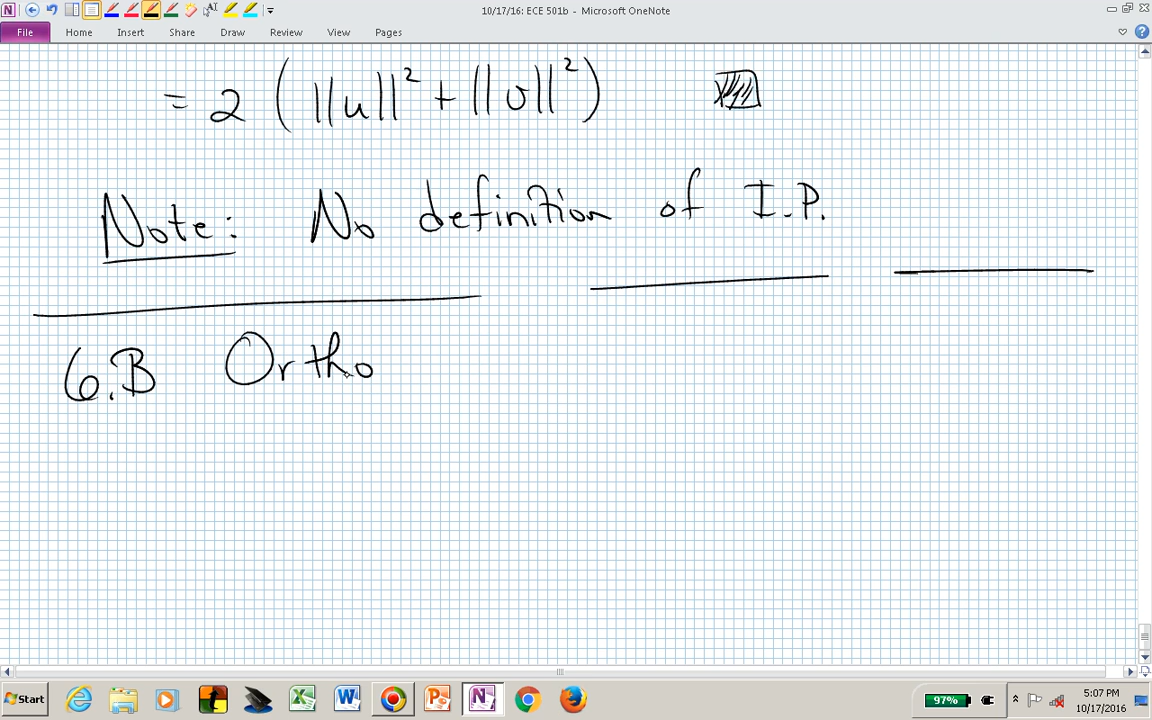 10/17/16: ECE 501b - Microsoft OneNote
File Home Insert Share Draw Review View Pages
= 2 (||u||² + ||v||²)
Note: No definition of I.P.
6.B Ortho
Start
97%
5:07 PM
10/17/2016